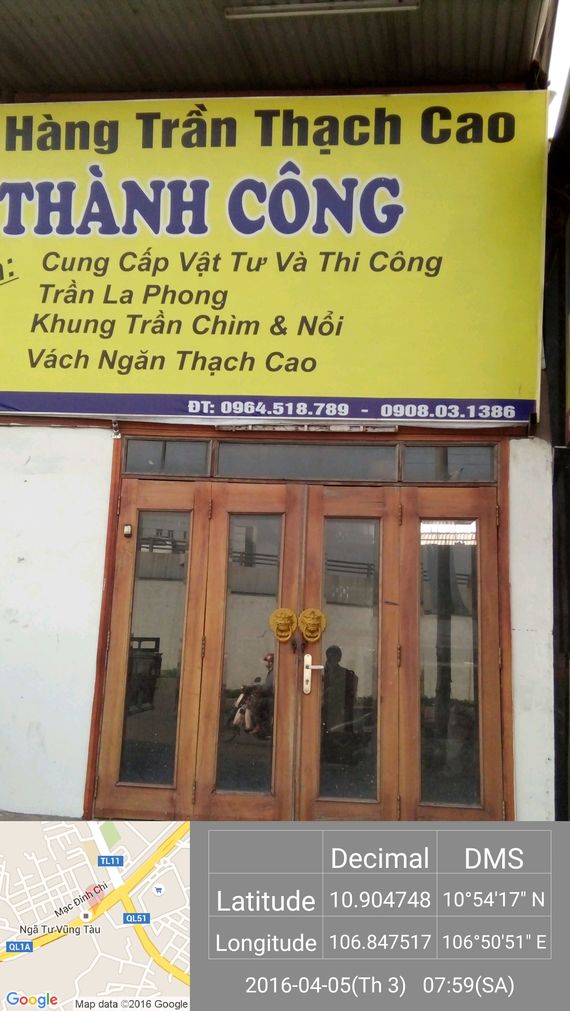 Hàng Trần Thạch Cao
THÀNH CÔNG
Cung Cấp Vật Tư Và Thi Công
Trần La Phong
Khung Trần Chìm & Nổi
Vách Ngăn Thạch Cao
ĐT: 0964.518.789 - 0908.03.1386
TL11
Mạc Đĩnh Chi
QL51
Ngã Tư Vũng Tàu
QL1A
Google
Map data ©2016 Google
Decimal DMS
Latitude 10.904748 10°54'17" N
Longitude 106.847517 106°50'51" E
2016-04-05(Th 3) 07:59(SA)